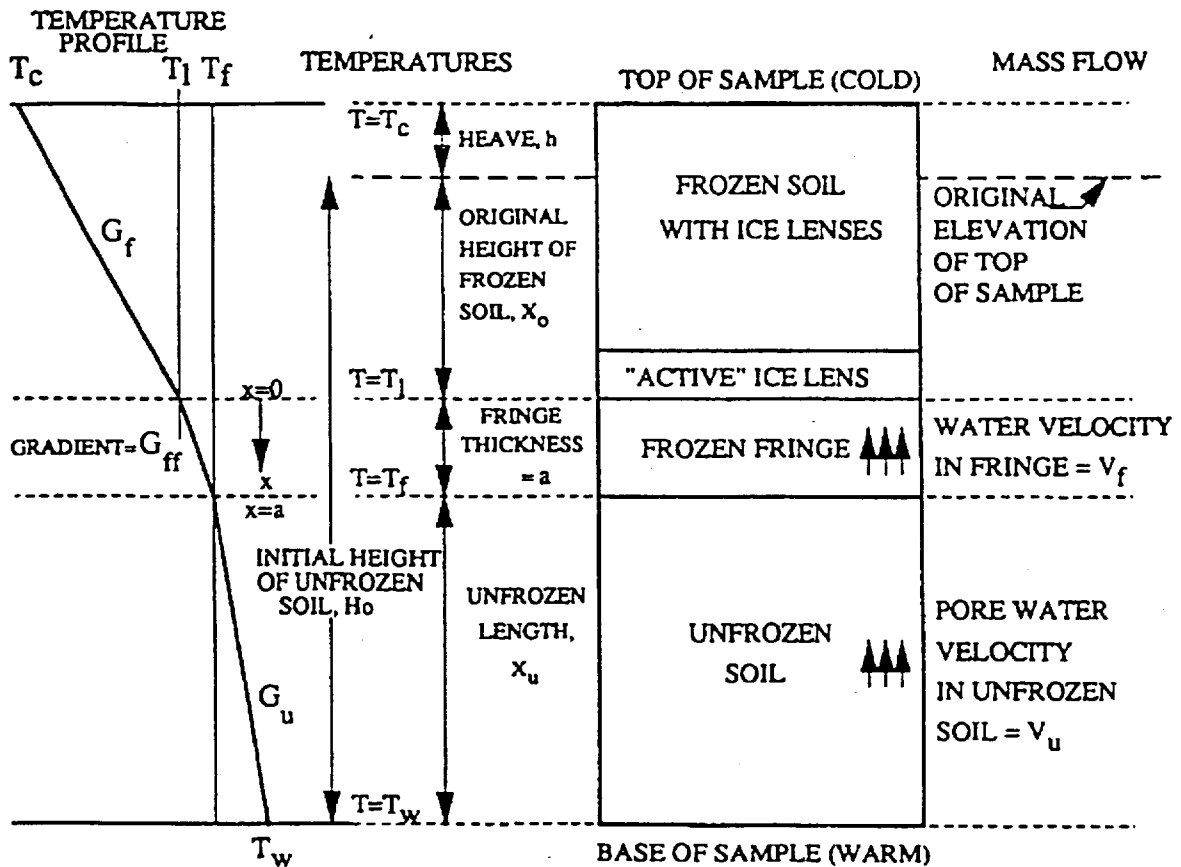 TEMPERATURE
PROFILE
T_c
T_l
T_f
TEMPERATURES
TOP OF SAMPLE (COLD)
MASS FLOW
T=T_c
HEAVE, h
FROZEN SOIL
WITH ICE LENSES
ORIGINAL
ELEVATION
OF TOP
OF SAMPLE
G_f
ORIGINAL
HEIGHT OF
FROZEN
SOIL, X_o
x=0
T=T_l
"ACTIVE" ICE LENS
GRADIENT=G_ff
x
FRINGE
THICKNESS
= a
FROZEN FRINGE
WATER VELOCITY
IN FRINGE = V_f
T=T_f
x=a
INITIAL HEIGHT
OF UNFROZEN
SOIL, Ho
UNFROZEN
LENGTH,
X_u
UNFROZEN
SOIL
PORE WATER
VELOCITY
IN UNFROZEN
SOIL = V_u
G_u
T=T_w
T_w
BASE OF SAMPLE (WARM)